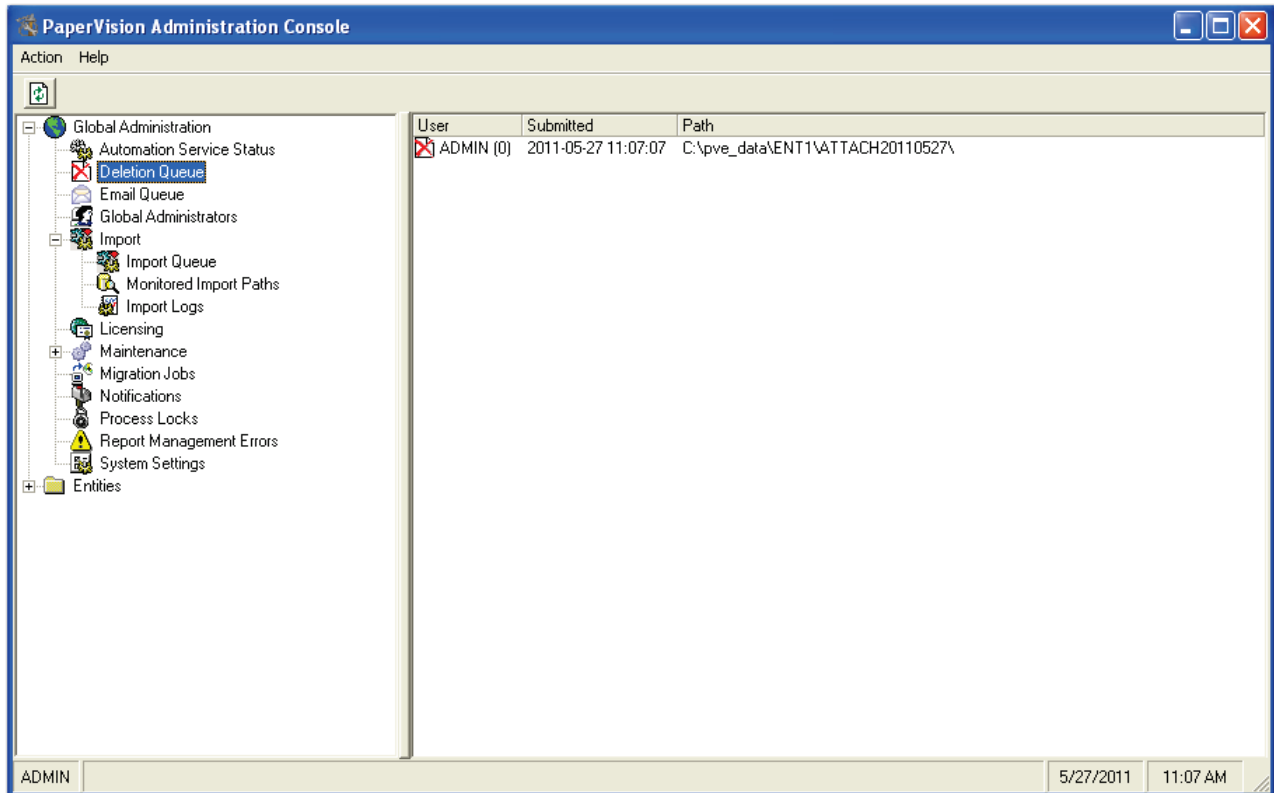 PaperVision Administration Console
Action Help
Global Administration
Automation Service Status
Deletion Queue
Email Queue
Global Administrators
Import
Import Queue
Monitored Import Paths
Import Logs
Licensing
Maintenance
Migration Jobs
Notifications
Process Locks
Report Management Errors
System Settings
Entities
User Submitted Path
ADMIN (0) 2011-05-27 11:07:07 C:\pve_data\ENT1\ATTACH20110527\
ADMIN 5/27/2011 11:07 AM